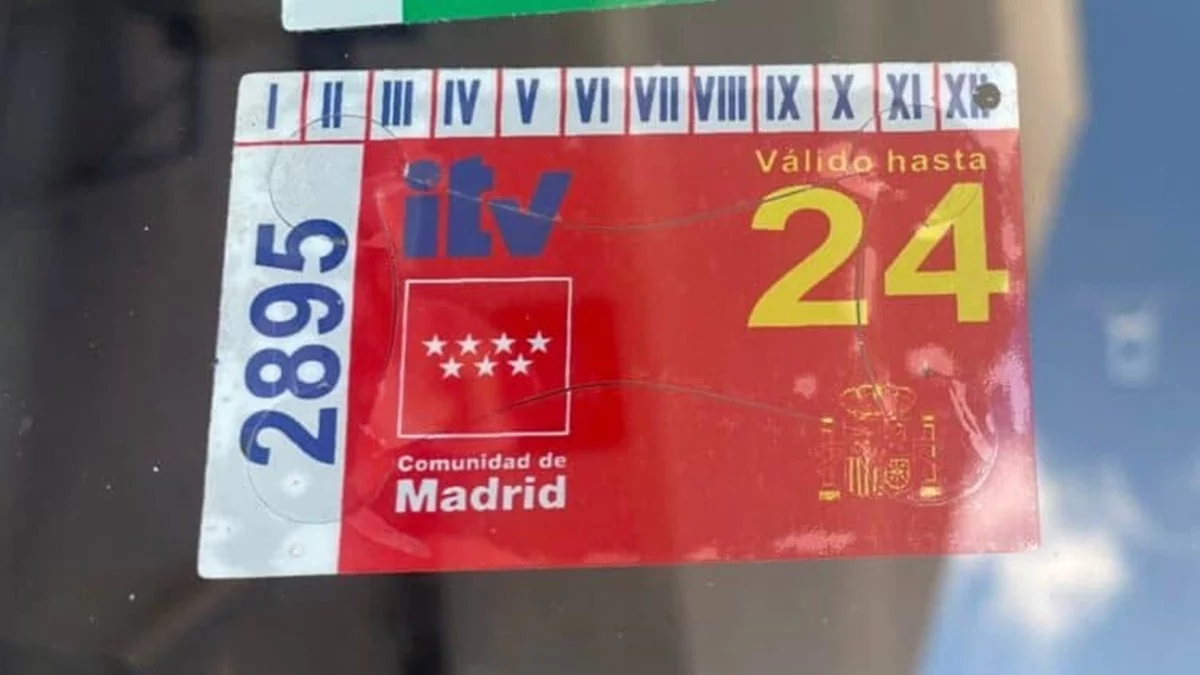 I II III IV V VI VII VIII IX X XI XII
2895
itv
Válido hasta
24
Comunidad de
Madrid